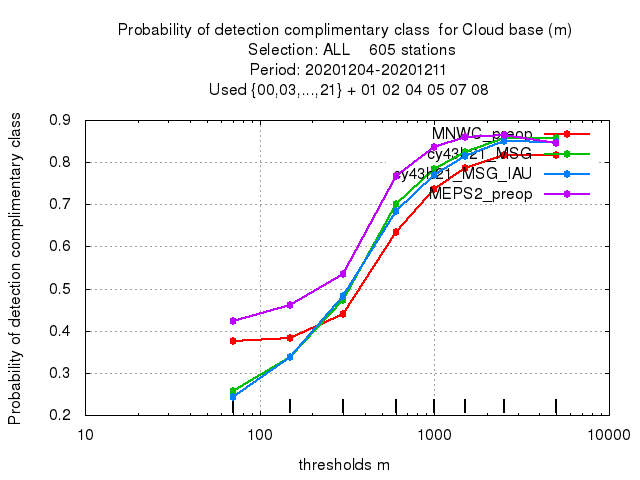 Probability of detection complimentary class  for Cloud base (m)
Selection: ALL    605 stations
Period: 20201204-20201211
Used {00,03,...,21} + 01 02 04 05 07 08
Probability of detection complimentary class
0.9
0.8
0.7
0.6
0.5
0.4
0.3
0.2
MNWC_preop
cy43h21_MSG
cy43h21_MSG_IAU
MEPS2_preop
10
100
1000
10000
thresholds m